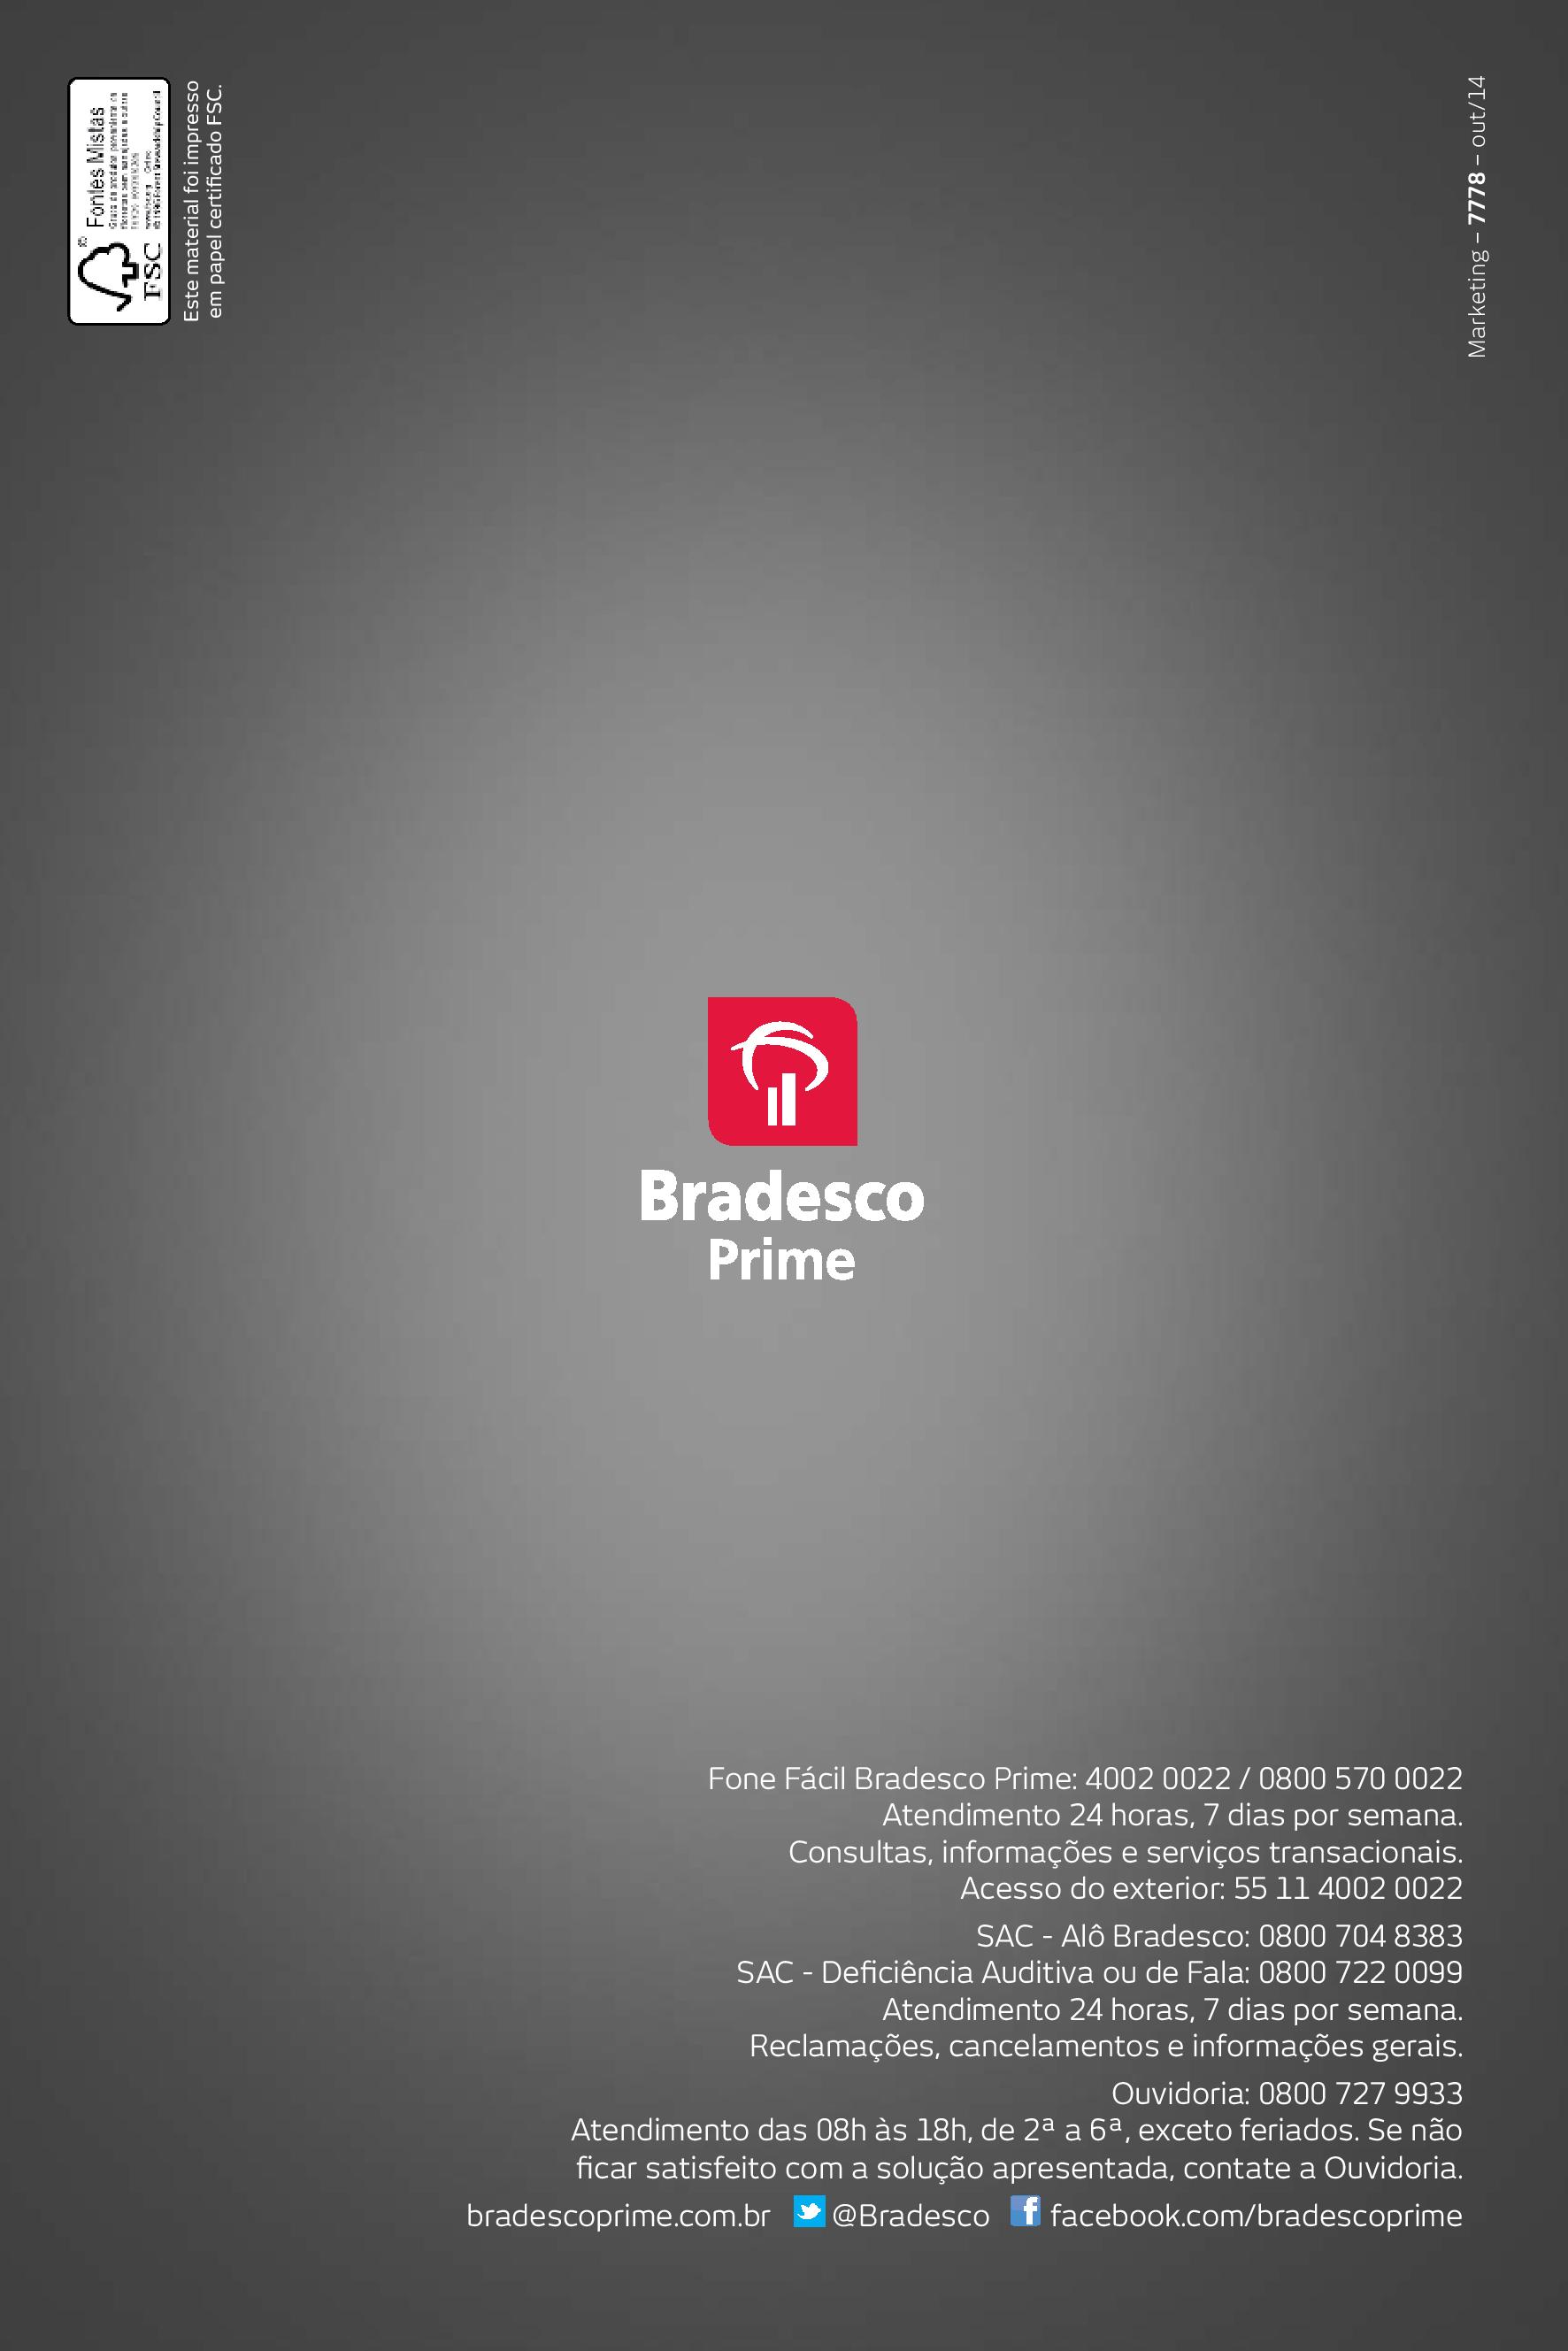 Fontes Mistas
FSC
Este material foi impresso
em papel certificado FSC.
Marketing – 7778 – out/14
Bradesco
Prime
Fone Fácil Bradesco Prime: 4002 0022 / 0800 570 0022
Atendimento 24 horas, 7 dias por semana.
Consultas, informações e serviços transacionais.
Acesso do exterior: 55 11 4002 0022
SAC - Alô Bradesco: 0800 704 8383
SAC - Deficiência Auditiva ou de Fala: 0800 722 0099
Atendimento 24 horas, 7 dias por semana.
Reclamações, cancelamentos e informações gerais.
Ouvidoria: 0800 727 9933
Atendimento das 08h às 18h, de 2ª a 6ª, exceto feriados. Se não
ficar satisfeito com a solução apresentada, contate a Ouvidoria.
bradescoprime.com.br @Bradesco facebook.com/bradescoprime